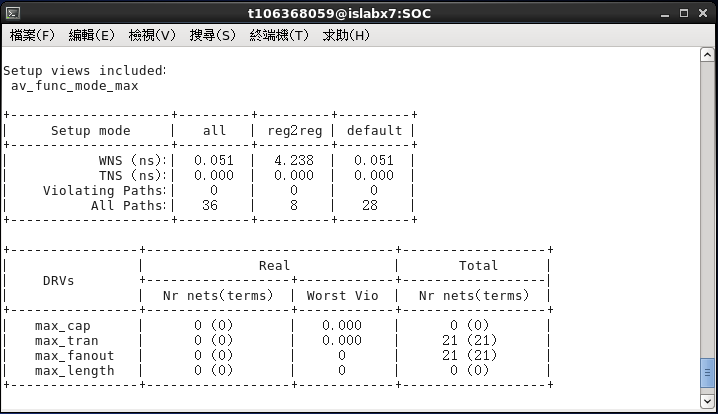 t106368059@islabx7:SOC
檔案(F) 編輯(E) 檢視(V) 搜尋(S) 終端機(T) 求助(H)
Setup views included:
 av_func_mode_max
+--------------------+---------+---------+---------+
|     Setup mode     |   all   | reg2reg | default |
+--------------------+---------+---------+---------+
|           WNS (ns):|  0.051  |  4.238  |  0.051  |
|           TNS (ns):|  0.000  |  0.000  |  0.000  |
|    Violating Paths:|    0    |    0    |    0    |
|          All Paths:|   36    |    8    |   28    |
+--------------------+---------+---------+---------+
+----------------+-------------------------------+------------------+
|                |              Real             |       Total      |
|    DRVs        +------------------+------------+------------------|
|                |  Nr nets(terms)  | Worst Vio  |  Nr nets(terms)  |
+----------------+------------------+------------+------------------+
|   max_cap      |      0 (0)       |   0.000    |      0 (0)       |
|   max_tran     |      0 (0)       |   0.000    |     21 (21)      |
|   max_fanout   |      0 (0)       |     0      |     21 (21)      |
|   max_length   |      0 (0)       |     0      |      0 (0)       |
+----------------+------------------+------------+------------------+